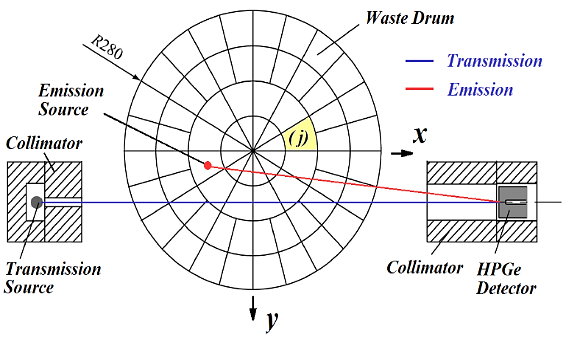 Waste Drum
R280
Transmission
Emission
Emission
Source
Collimator
(j)
x
Transmission
Source
Collimator
HPGe
Detector
y